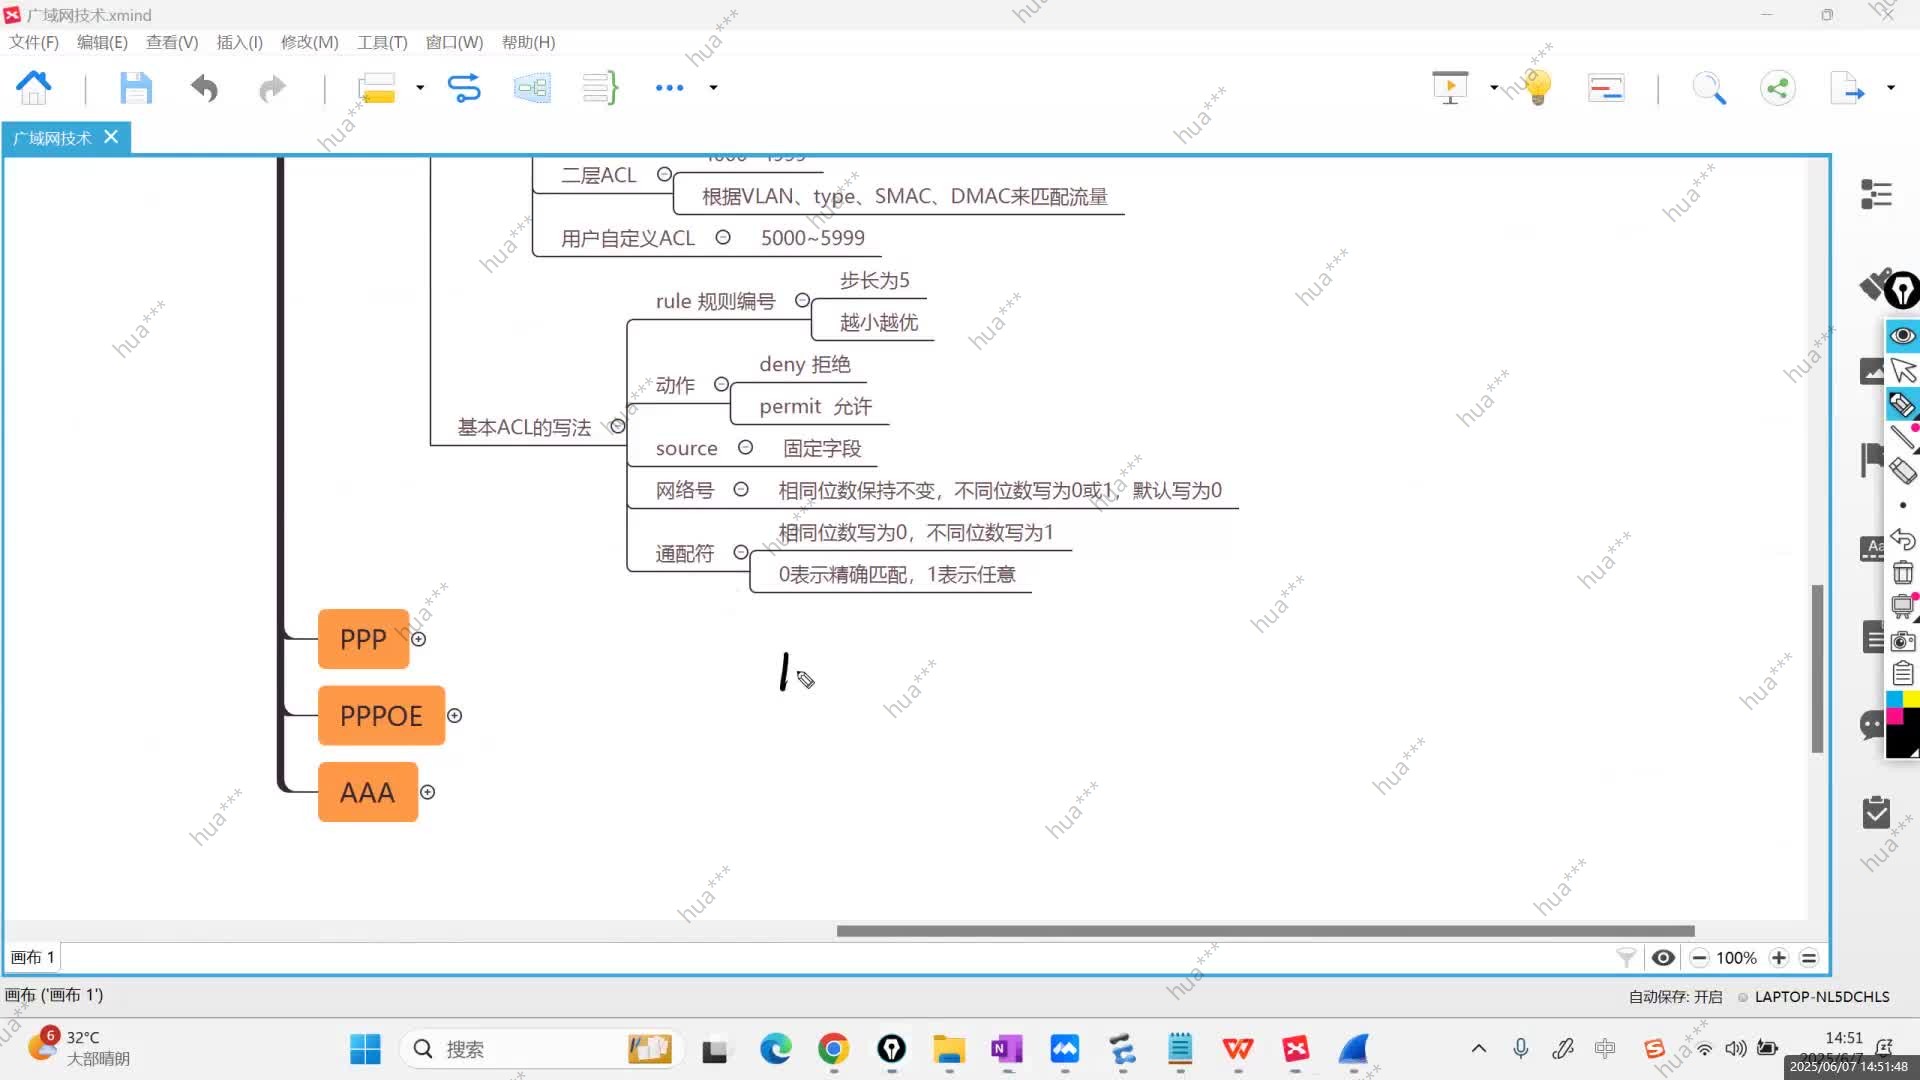 广域网技术.xmind
文件(F) 编辑(E) 查看(V) 插入(I) 修改(M) 工具(T) 窗口(W) 帮助(H)
广域网技术
二层ACL
根据VLAN、type、SMAC、DMAC来匹配流量
用户自定义ACL 5000~5999
步长为5
rule 规则编号
越小越优
deny 拒绝
动作
permit 允许
基本ACL的写法
source 固定字段
网络号 相同位数保持不变，不同位数写为0或1，默认写为0
相同位数写为0，不同位数写为1
通配符
0表示精确匹配，1表示任意
PPP
PPPOE
AAA
画布 1
100%
画布 ('画布 1')
自动保存: 开启 LAPTOP-NL5DCHLS
6
32°C
大部晴朗
搜索
中
14:51
2025/06/07 14:51:48
hua***